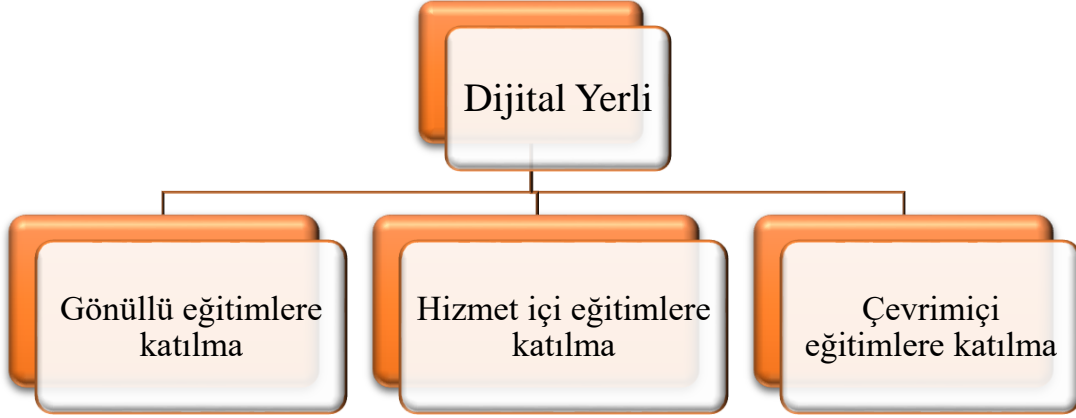 Dijital Yerli
Gönüllü eğitimlere
katılma
Hizmet içi eğitimlere
katılma
Çevrimiçi
eğitimlere katılma